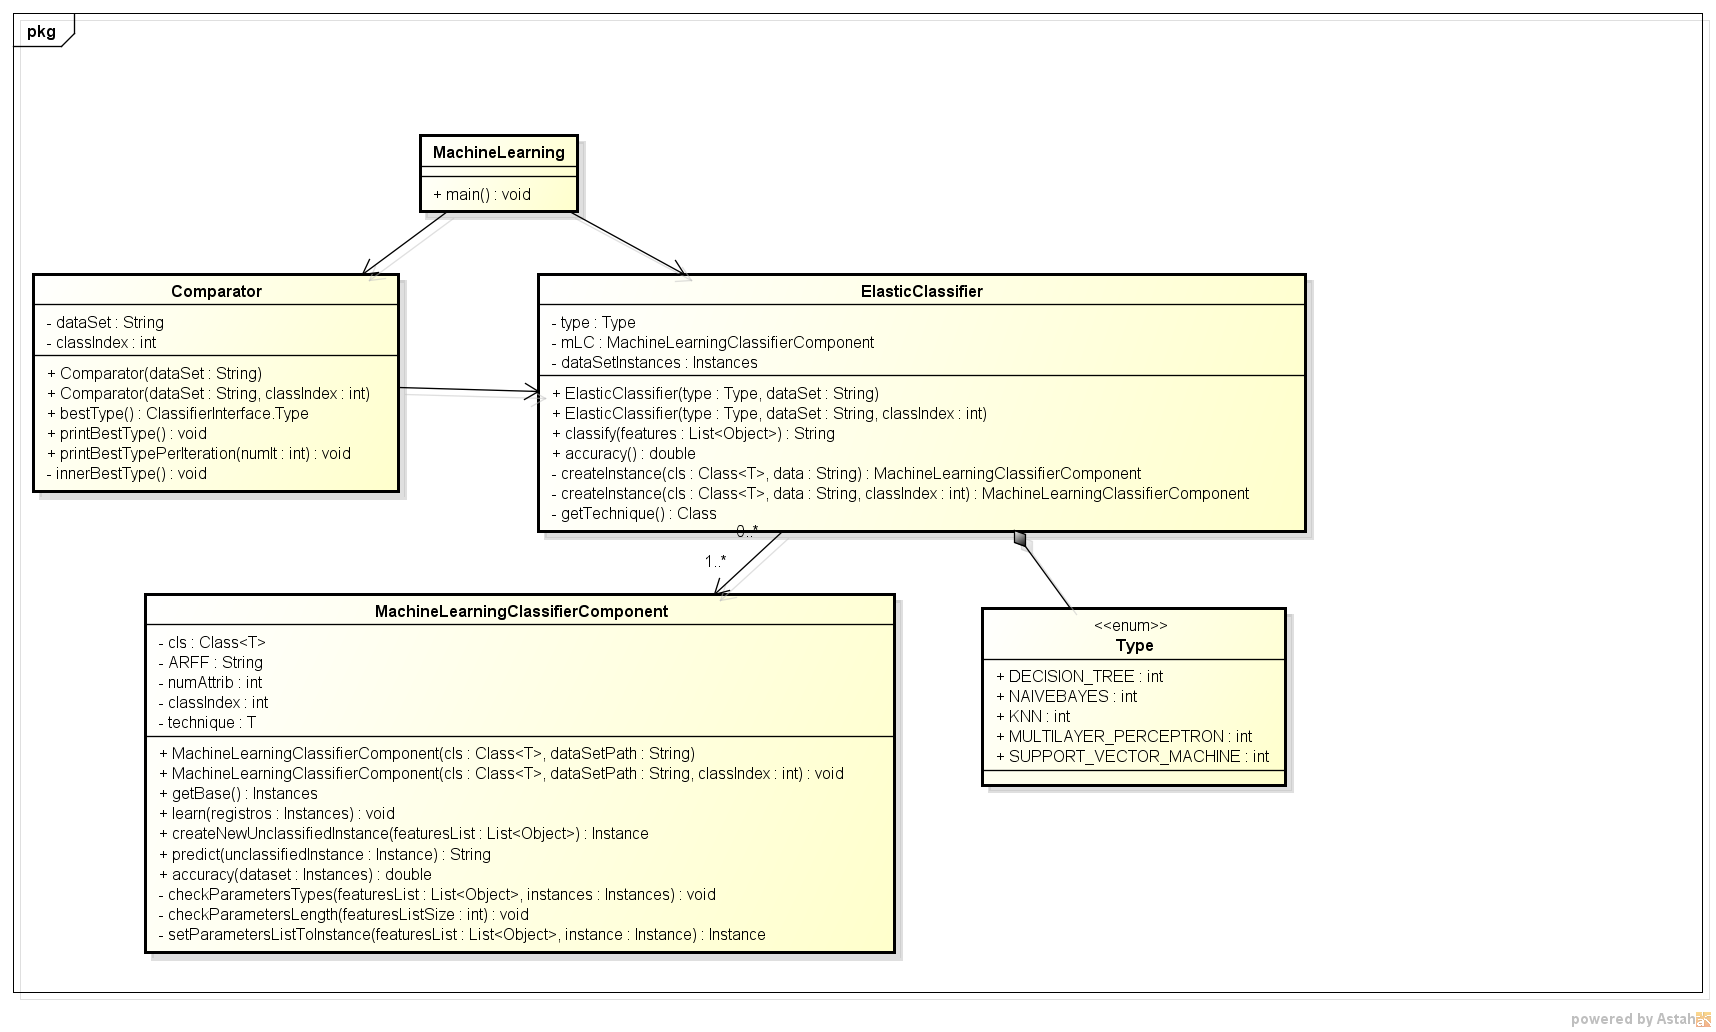 pkg
MachineLearning
+ main() : void
Comparator
- dataSet : String
- classIndex : int
+ Comparator(dataSet : String)
+ Comparator(dataSet : String, classIndex : int)
+ bestType() : ClassifierInterface.Type
+ printBestType() : void
+ printBestTypePerIteration(numIt : int) : void
- innerBestType() : void
ElasticClassifier
- type : Type
- mLC : MachineLearningClassifierComponent
- dataSetInstances : Instances
+ ElasticClassifier(type : Type, dataSet : String)
+ ElasticClassifier(type : Type, dataSet : String, classIndex : int)
+ classify(features : List<Object>) : String
+ accuracy() : double
- createInstance(cls : Class<T>, data : String) : MachineLearningClassifierComponent
- createInstance(cls : Class<T>, data : String, classIndex : int) : MachineLearningClassifierComponent
- getTechnique() : Class
0..*
1..*
MachineLearningClassifierComponent
- cls : Class<T>
- ARFF : String
- numAttrib : int
- classIndex : int
- technique : T
+ MachineLearningClassifierComponent(cls : Class<T>, dataSetPath : String)
+ MachineLearningClassifierComponent(cls : Class<T>, dataSetPath : String, classIndex : int) : void
+ getBase() : Instances
+ learn(registros : Instances) : void
+ createNewUnclassifiedInstance(featuresList : List<Object>) : Instance
+ predict(unclassifiedInstance : Instance) : String
+ accuracy(dataset : Instances) : double
- checkParametersTypes(featuresList : List<Object>, instances : Instances) : void
- checkParametersLength(featuresListSize : int) : void
- setParametersListToInstance(featuresList : List<Object>, instance : Instance) : Instance
<<enum>>
Type
+ DECISION_TREE : int
+ NAIVEBAYES : int
+ KNN : int
+ MULTILAYER_PERCEPTRON : int
+ SUPPORT_VECTOR_MACHINE : int
powered by Astah